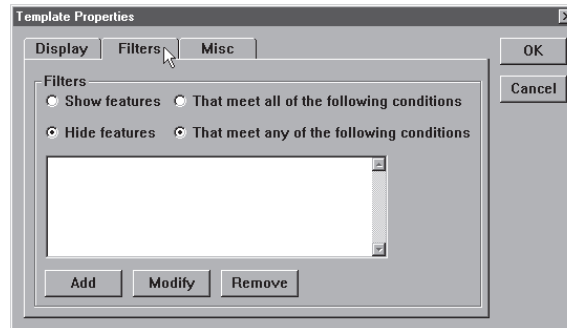 Template Properties
Display Filters Misc
OK
Cancel
Filters
Show features That meet all of the following conditions
Hide features That meet any of the following conditions
Add Modify Remove